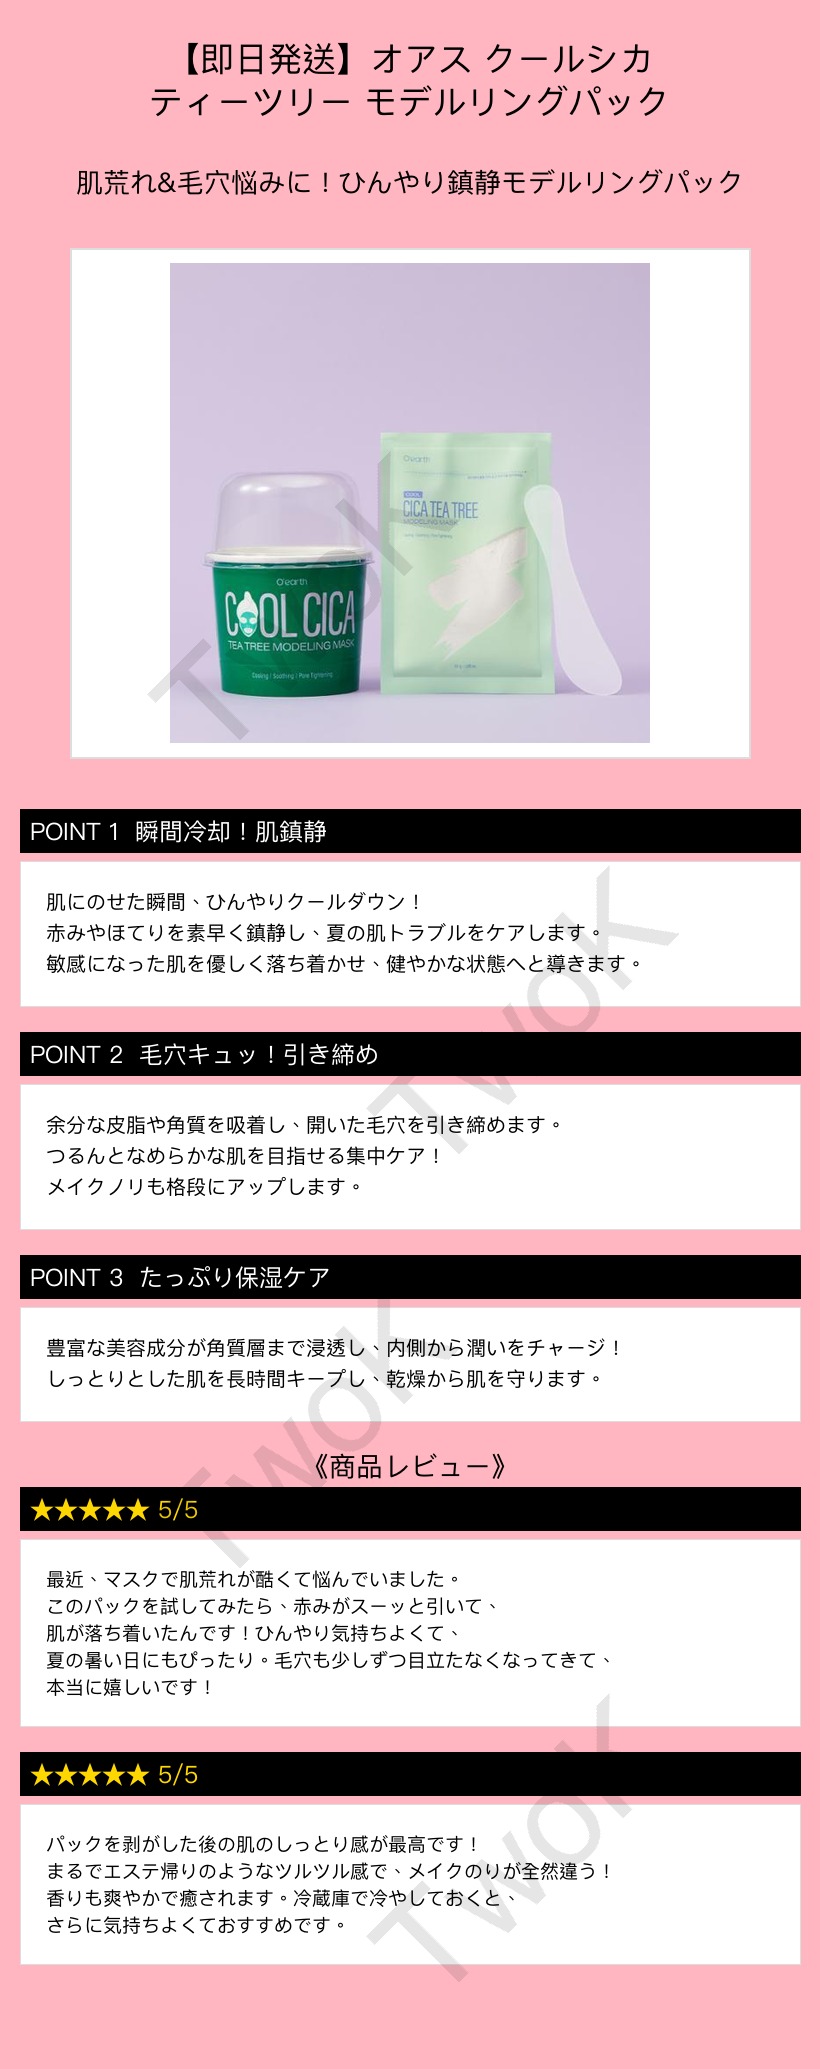 【即日発送】オアス クールシカ
ティーツリー モデルリングパック
肌荒れ&毛穴悩みに！ひんやり鎮静モデルリングパック
O'earth
COOL CICA
TEA TREE MODELING MASK
Cooling / Soothing / Pore Tightening
O'earth
COOL
CICA TEA TREE
MODELING MASK
TwoK
POINT 1 瞬間冷却！肌鎮静
肌にのせた瞬間、ひんやりクールダウン！
赤みやほてりを素早く鎮静し、夏の肌トラブルをケアします。
敏感になった肌を優しく落ち着かせ、健やかな状態へと導きます。
TwoK
POINT 2 毛穴キュッ！引き締め
余分な皮脂や角質を吸着し、開いた毛穴を引き締めます。
つるんとなめらかな肌を目指せる集中ケア！
メイクノリも格段にアップします。
POINT 3 たっぷり保湿ケア
豊富な美容成分が角質層まで浸透し、内側から潤いをチャージ！
しっとりとした肌を長時間キープし、乾燥から肌を守ります。
TwoK
《商品レビュー》
★★★★★ 5/5
最近、マスクで肌荒れが酷くて悩んでいました。
このパックを試してみたら、赤みがスーッと引いて、
肌が落ち着いたんです！ひんやり気持ちよくて、
夏の暑い日にもぴったり。毛穴も少しずつ目立たなくなってきて、
本当に嬉しいです！
★★★★★ 5/5
パックを剥がした後の肌のしっとり感が最高です！
まるでエステ帰りのようなツルツル感で、メイクのりが全然違う！
香りも爽やかで癒されます。冷蔵庫で冷やしておくと、
さらに気持ちよくておすすめです。
TwoK